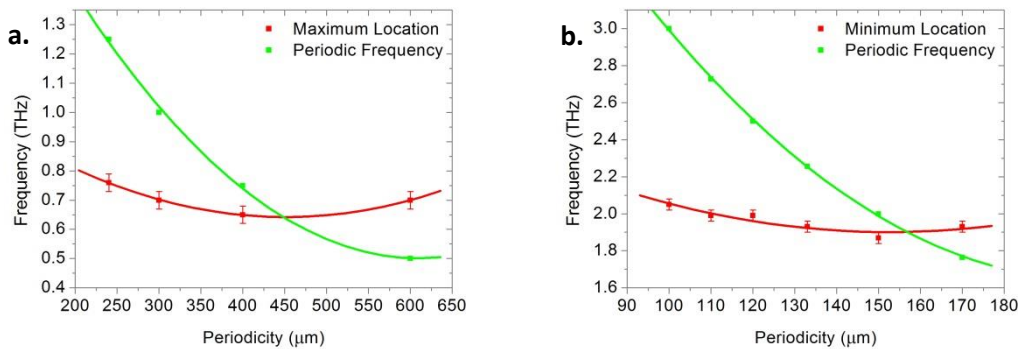 a.
Maximum Location
Periodic Frequency
Frequency (THz)
1.3
1.2
1.1
1.0
0.9
0.8
0.7
0.6
0.5
0.4
200 250 300 350 400 450 500 550 600 650
Periodicity (μm)
b.
Minimum Location
Periodic Frequency
Frequency (THz)
3.0
2.8
2.6
2.4
2.2
2.0
1.8
1.6
90 100 110 120 130 140 150 160 170 180
Periodicity (μm)